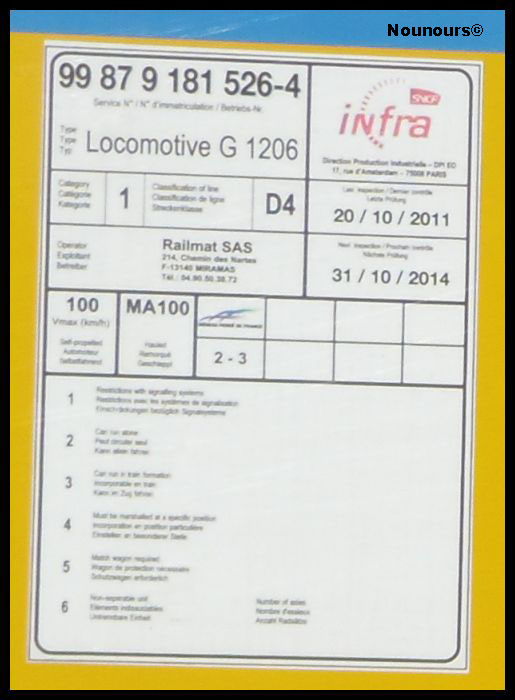 Nounours©
99 87 9 181 526-4
Service N° / N° d'immatriculation / Betriebs-Nr.
Type
Type
Typ
Locomotive G 1206
SNCF
infra
Direction Production Industrielle - DPI EO
17, rue d'Amsterdam - 75008 PARIS
Category
Catégorie
Kategorie
1
Classification of line
Classification de ligne
Streckenklasse
D4
Last inspection / Dernier contrôle
Letzte Prüfung
20 / 10 / 2011
Operator
Exploitant
Betreiber
Railmat SAS
214, Chemin des Nartes
F-13140 MIRAMAS
Tél.: 04.90.50.38.72
Next inspection / Prochain contrôle
Nächste Prüfung
31 / 10 / 2014
100
Vmax (km/h)
Self-propelled
Automoteur
Selbstfahrend
MA100
Hauled
Remorqué
Geschleppt
RÉSEAU FERRÉ DE FRANCE
2 - 3
1
Restrictions with signalling systems
Restrictions avec les systèmes de signalisation
Einschränkungen bezüglich Signalsysteme
2
Can run alone
Peut circuler seul
Kann allein fahren
3
Can run in train formation
Incorporable en train
Kann im Zug fahren
4
Must be marshalled at a specific position
Incorporation en position particulière
Einstellen an besonderer Stelle
5
Match wagon required
Wagon de protection nécessaire
Schutzwagen erforderlich
6
Non-seperable unit
Elements indissociables
Untrennbare Einheit
Number of axles
Nombre d'essieux
Anzahl Radsätze